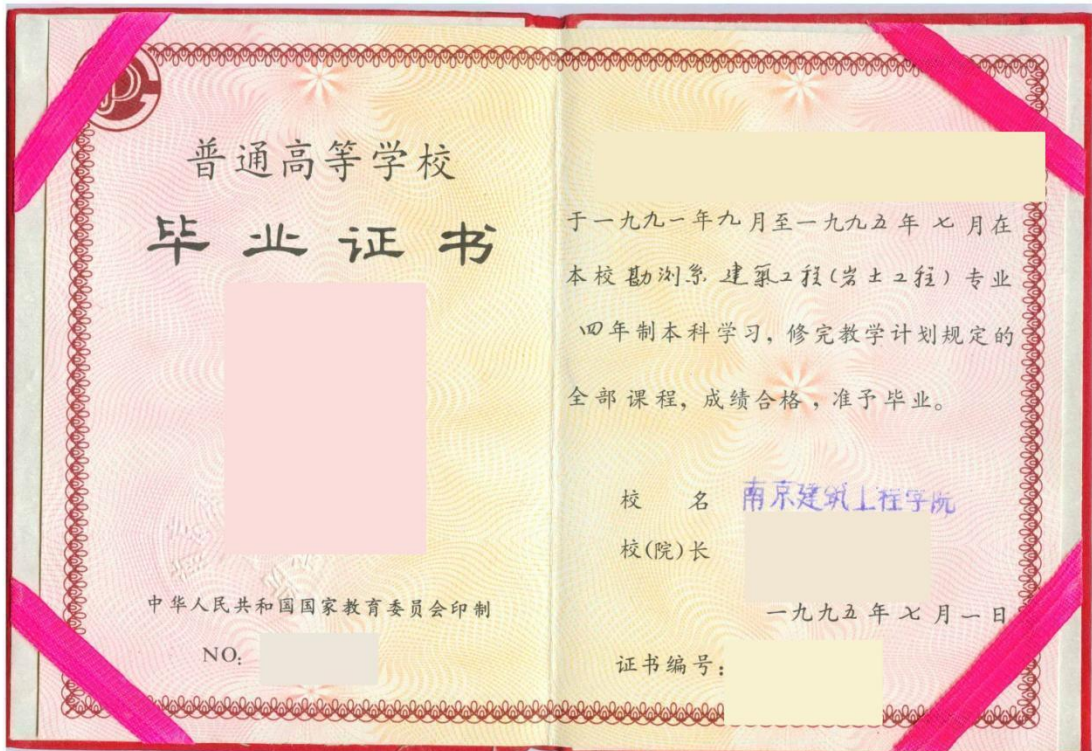 普通高等学校
毕业证书
中华人民共和国国家教育委员会印制
NO:
于一九九一年九月至一九九五年七月在
本校勘测系建筑工程(岩土工程)专业
四年制本科学习,修完教学计划规定的
全部课程,成绩合格,准予毕业。
校 名 南京建筑工程学院
校(院)长
一九九五年七月一日
证书编号: